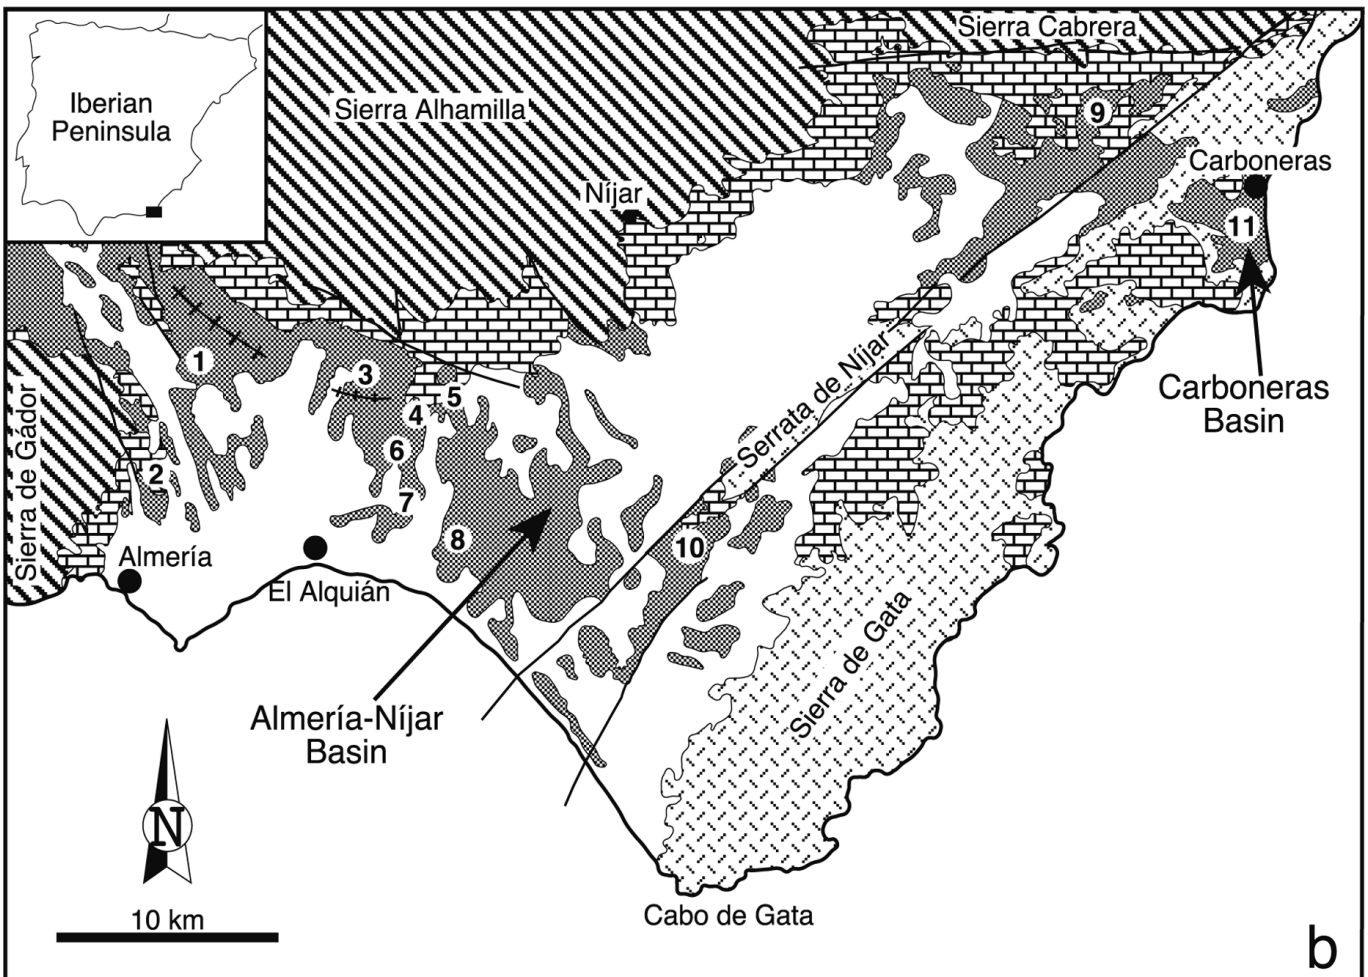 Sierra Cabrera
Iberian
Peninsula
Sierra Alhamilla
9
Carboneras
Níjar
11
1
3
5
4
Carboneras
Basin
Serrata de Níjar
Sierra de Gádor
6
2
7
8
10
Almería
El Alquián
Sierra de Gata
Almería-Níjar
Basin
N
10 km
Cabo de Gata
b